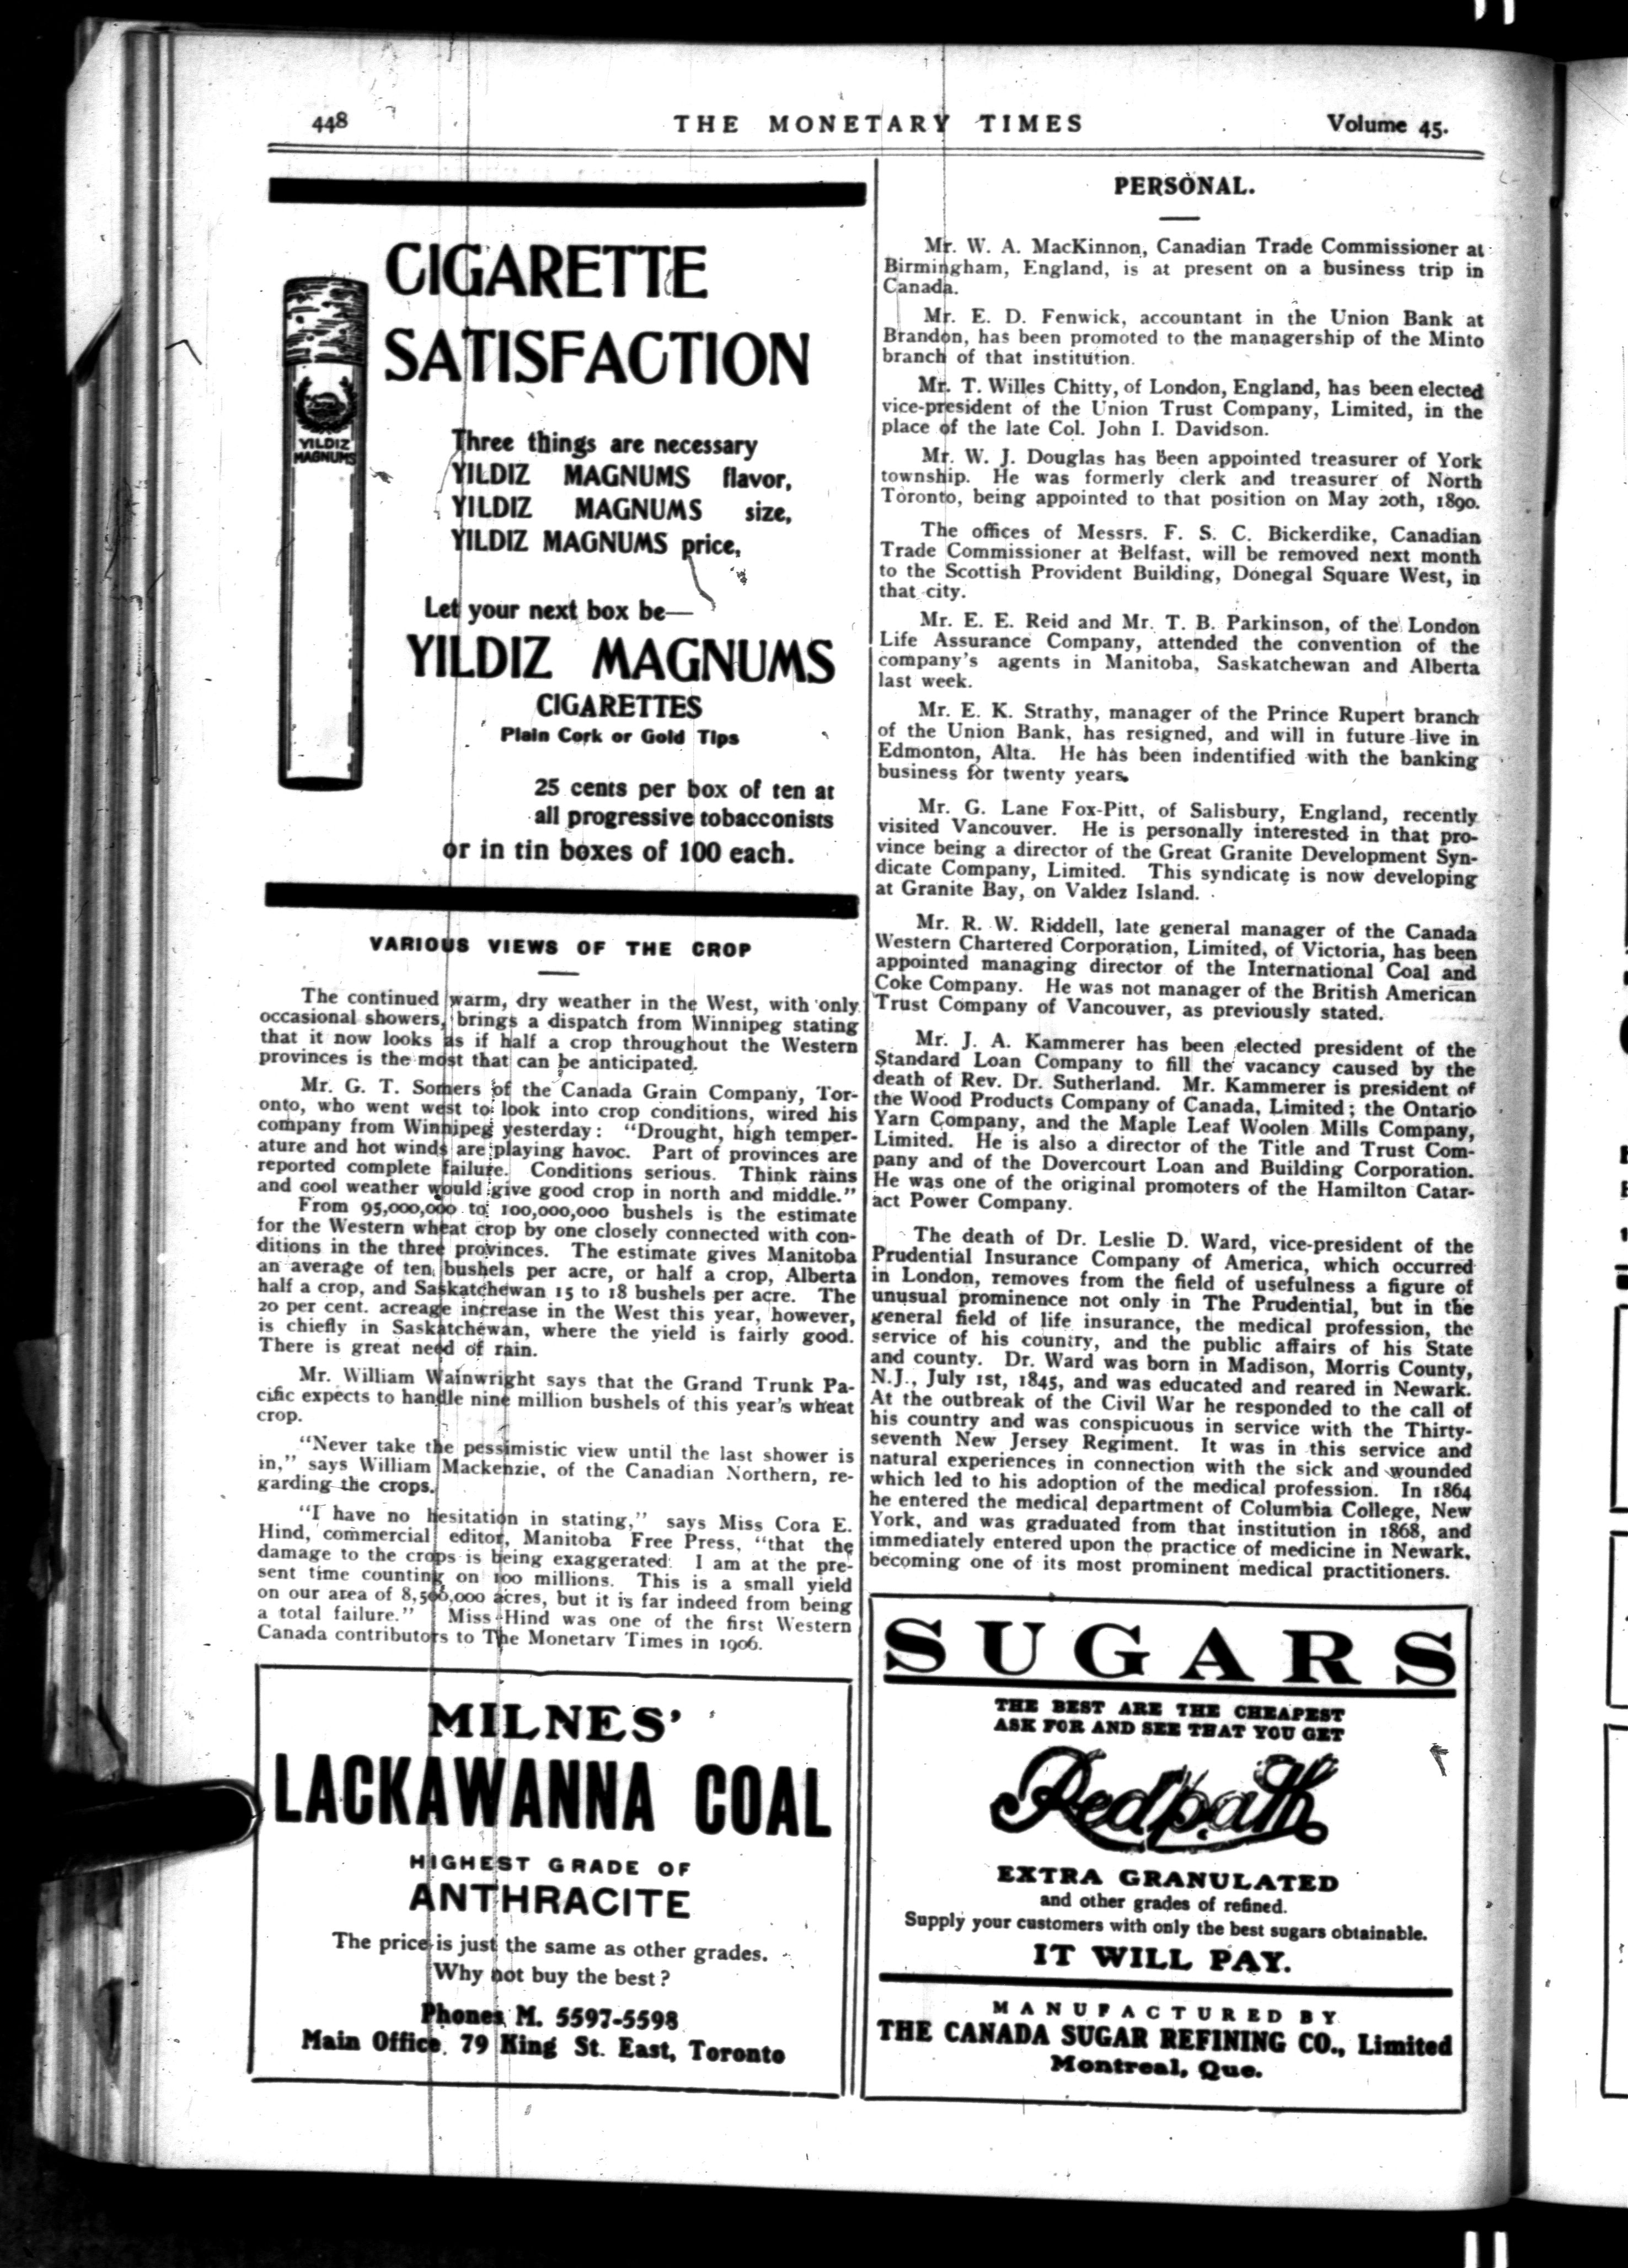 448
THE MONETARY TIMES
Volume 45.
CIGARETTE
SATISFACTION
YILDIZ
MAGNUMS
Three things are necessary
YILDIZ MAGNUMS flavor,
YILDIZ MAGNUMS size,
YILDIZ MAGNUMS price,
Let your next box be—
YILDIZ MAGNUMS
CIGARETTES
Plain Cork or Gold Tips
25 cents per box of ten at
all progressive tobacconists
or in tin boxes of 100 each.
VARIOUS VIEWS OF THE CROP
The continued warm, dry weather in the West, with only
occasional showers, brings a dispatch from Winnipeg stating
that it now looks as if half a crop throughout the Western
provinces is the most that can be anticipated.
Mr. G. T. Somers of the Canada Grain Company, Tor-
onto, who went west to look into crop conditions, wired his
company from Winnipeg yesterday: "Drought, high temper-
ature and hot winds are playing havoc. Part of provinces are
reported complete failure. Conditions serious. Think rains
and cool weather would give good crop in north and middle."
From 95,000,000 to 100,000,000 bushels is the estimate
for the Western wheat crop by one closely connected with con-
ditions in the three provinces. The estimate gives Manitoba
an average of ten bushels per acre, or half a crop, Alberta
half a crop, and Saskatchewan 15 to 18 bushels per acre. The
20 per cent. acreage increase in the West this year, however,
is chiefly in Saskatchewan, where the yield is fairly good.
There is great need of rain.
Mr. William Wainwright says that the Grand Trunk Pa-
cific expects to handle nine million bushels of this year's wheat
crop.
"Never take the pessimistic view until the last shower is
in," says William Mackenzie, of the Canadian Northern, re-
garding the crops.
"I have no hesitation in stating," says Miss Cora E.
Hind, commercial editor, Manitoba Free Press, "that the
damage to the crops is being exaggerated. I am at the pre-
sent time counting on 100 millions. This is a small yield
on our area of 8,500,000 acres, but it is far indeed from being
a total failure." Miss Hind was one of the first Western
Canada contributors to The Monetary Times in 1906.
MILNES'
LACKAWANNA COAL
HIGHEST GRADE OF
ANTHRACITE
The price is just the same as other grades.
Why not buy the best?
Phones M. 5597-5598
Main Office, 79 King St. East, Toronto
PERSONAL.
Mr. W. A. MacKinnon, Canadian Trade Commissioner at
Birmingham, England, is at present on a business trip in
Canada.
Mr. E. D. Fenwick, accountant in the Union Bank at
Brandon, has been promoted to the managership of the Minto
branch of that institution.
Mr. T. Willes Chitty, of London, England, has been elected
vice-president of the Union Trust Company, Limited, in the
place of the late Col. John I. Davidson.
Mr. W. J. Douglas has been appointed treasurer of York
township. He was formerly clerk and treasurer of North
Toronto, being appointed to that position on May 20th, 1890.
The offices of Messrs. F. S. C. Bickerdike, Canadian
Trade Commissioner at Belfast, will be removed next month
to the Scottish Provident Building, Donegal Square West, in
that city.
Mr. E. E. Reid and Mr. T. B. Parkinson, of the London
Life Assurance Company, attended the convention of the
company's agents in Manitoba, Saskatchewan and Alberta
last week.
Mr. E. K. Strathy, manager of the Prince Rupert branch
of the Union Bank, has resigned, and will in future live in
Edmonton, Alta. He has been indentified with the banking
business for twenty years.
Mr. G. Lane Fox-Pitt, of Salisbury, England, recently
visited Vancouver. He is personally interested in that pro-
vince being a director of the Great Granite Development Syn-
dicate Company, Limited. This syndicate is now developing
at Granite Bay, on Valdez Island.
Mr. R. W. Riddell, late general manager of the Canada
Western Chartered Corporation, Limited, of Victoria, has been
appointed managing director of the International Coal and
Coke Company. He was not manager of the British American
Trust Company of Vancouver, as previously stated.
Mr. J. A. Kammerer has been elected president of the
Standard Loan Company to fill the vacancy caused by the
death of Rev. Dr. Sutherland. Mr. Kammerer is president of
the Wood Products Company of Canada, Limited; the Ontario
Yarn Company, and the Maple Leaf Woolen Mills Company,
Limited. He is also a director of the Title and Trust Com-
pany and of the Dovercourt Loan and Building Corporation.
He was one of the original promoters of the Hamilton Catar-
act Power Company.
The death of Dr. Leslie D. Ward, vice-president of the
Prudential Insurance Company of America, which occurred
in London, removes from the field of usefulness a figure of
unusual prominence not only in The Prudential, but in the
general field of life insurance, the medical profession, the
service of his country, and the public affairs of his State
and county. Dr. Ward was born in Madison, Morris County,
N.J., July 1st, 1845, and was educated and reared in Newark.
At the outbreak of the Civil War he responded to the call of
his country and was conspicuous in service with the Thirty-
seventh New Jersey Regiment. It was in this service and
natural experiences in connection with the sick and wounded
which led to his adoption of the medical profession. In 1864
he entered the medical department of Columbia College, New
York, and was graduated from that institution in 1868, and
immediately entered upon the practice of medicine in Newark,
becoming one of its most prominent medical practitioners.
SUGARS
THE BEST ARE THE CHEAPEST
ASK FOR AND SEE THAT YOU GET
Redpath
EXTRA GRANULATED
and other grades of refined.
Supply your customers with only the best sugars obtainable.
IT WILL PAY.
MANUFACTURED BY
THE CANADA SUGAR REFINING CO., Limited
Montreal, Que.